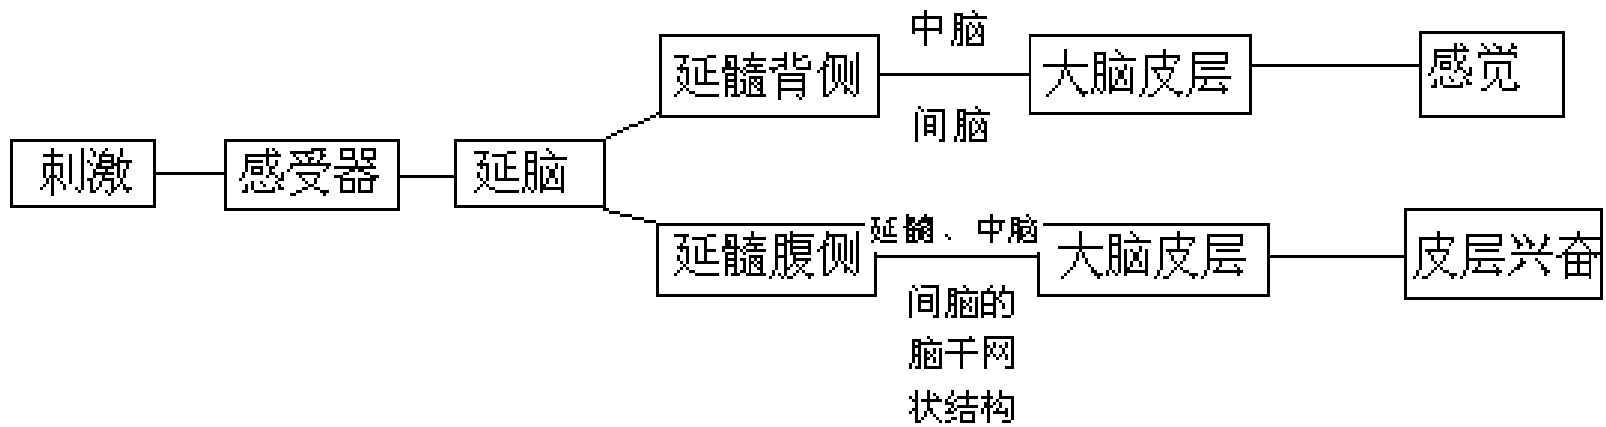 刺激
感受器
延脑
延髓背侧
中脑
间脑
大脑皮层
感觉
延髓腹侧
延髓、中脑
间脑的
脑干网
状结构
大脑皮层
皮层兴奋